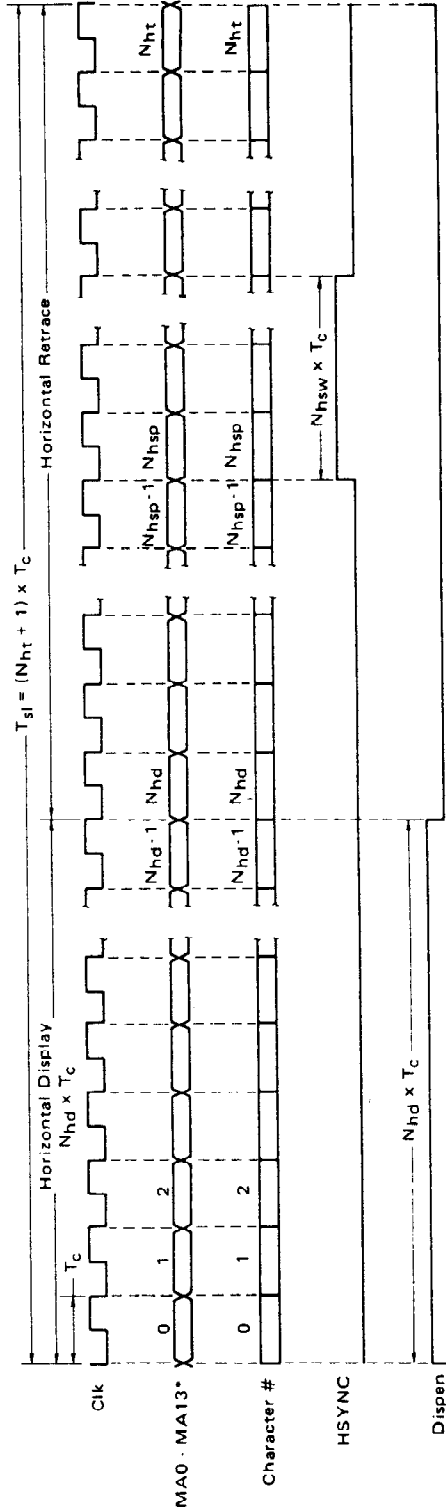 T_sl = (N_ht + 1) x T_c
Horizontal Display
N_hd x T_c
Horizontal Retrace
T_c
Clk
MA0 - MA13*
0 1 2 N_hd-1 N_hd N_hsp-1 N_hsp N_ht
Character #
0 1 2 N_hd-1 N_hd N_hsp-1 N_hsp N_ht
HSYNC
N_hsw x T_c
Dispen
N_hd x T_c